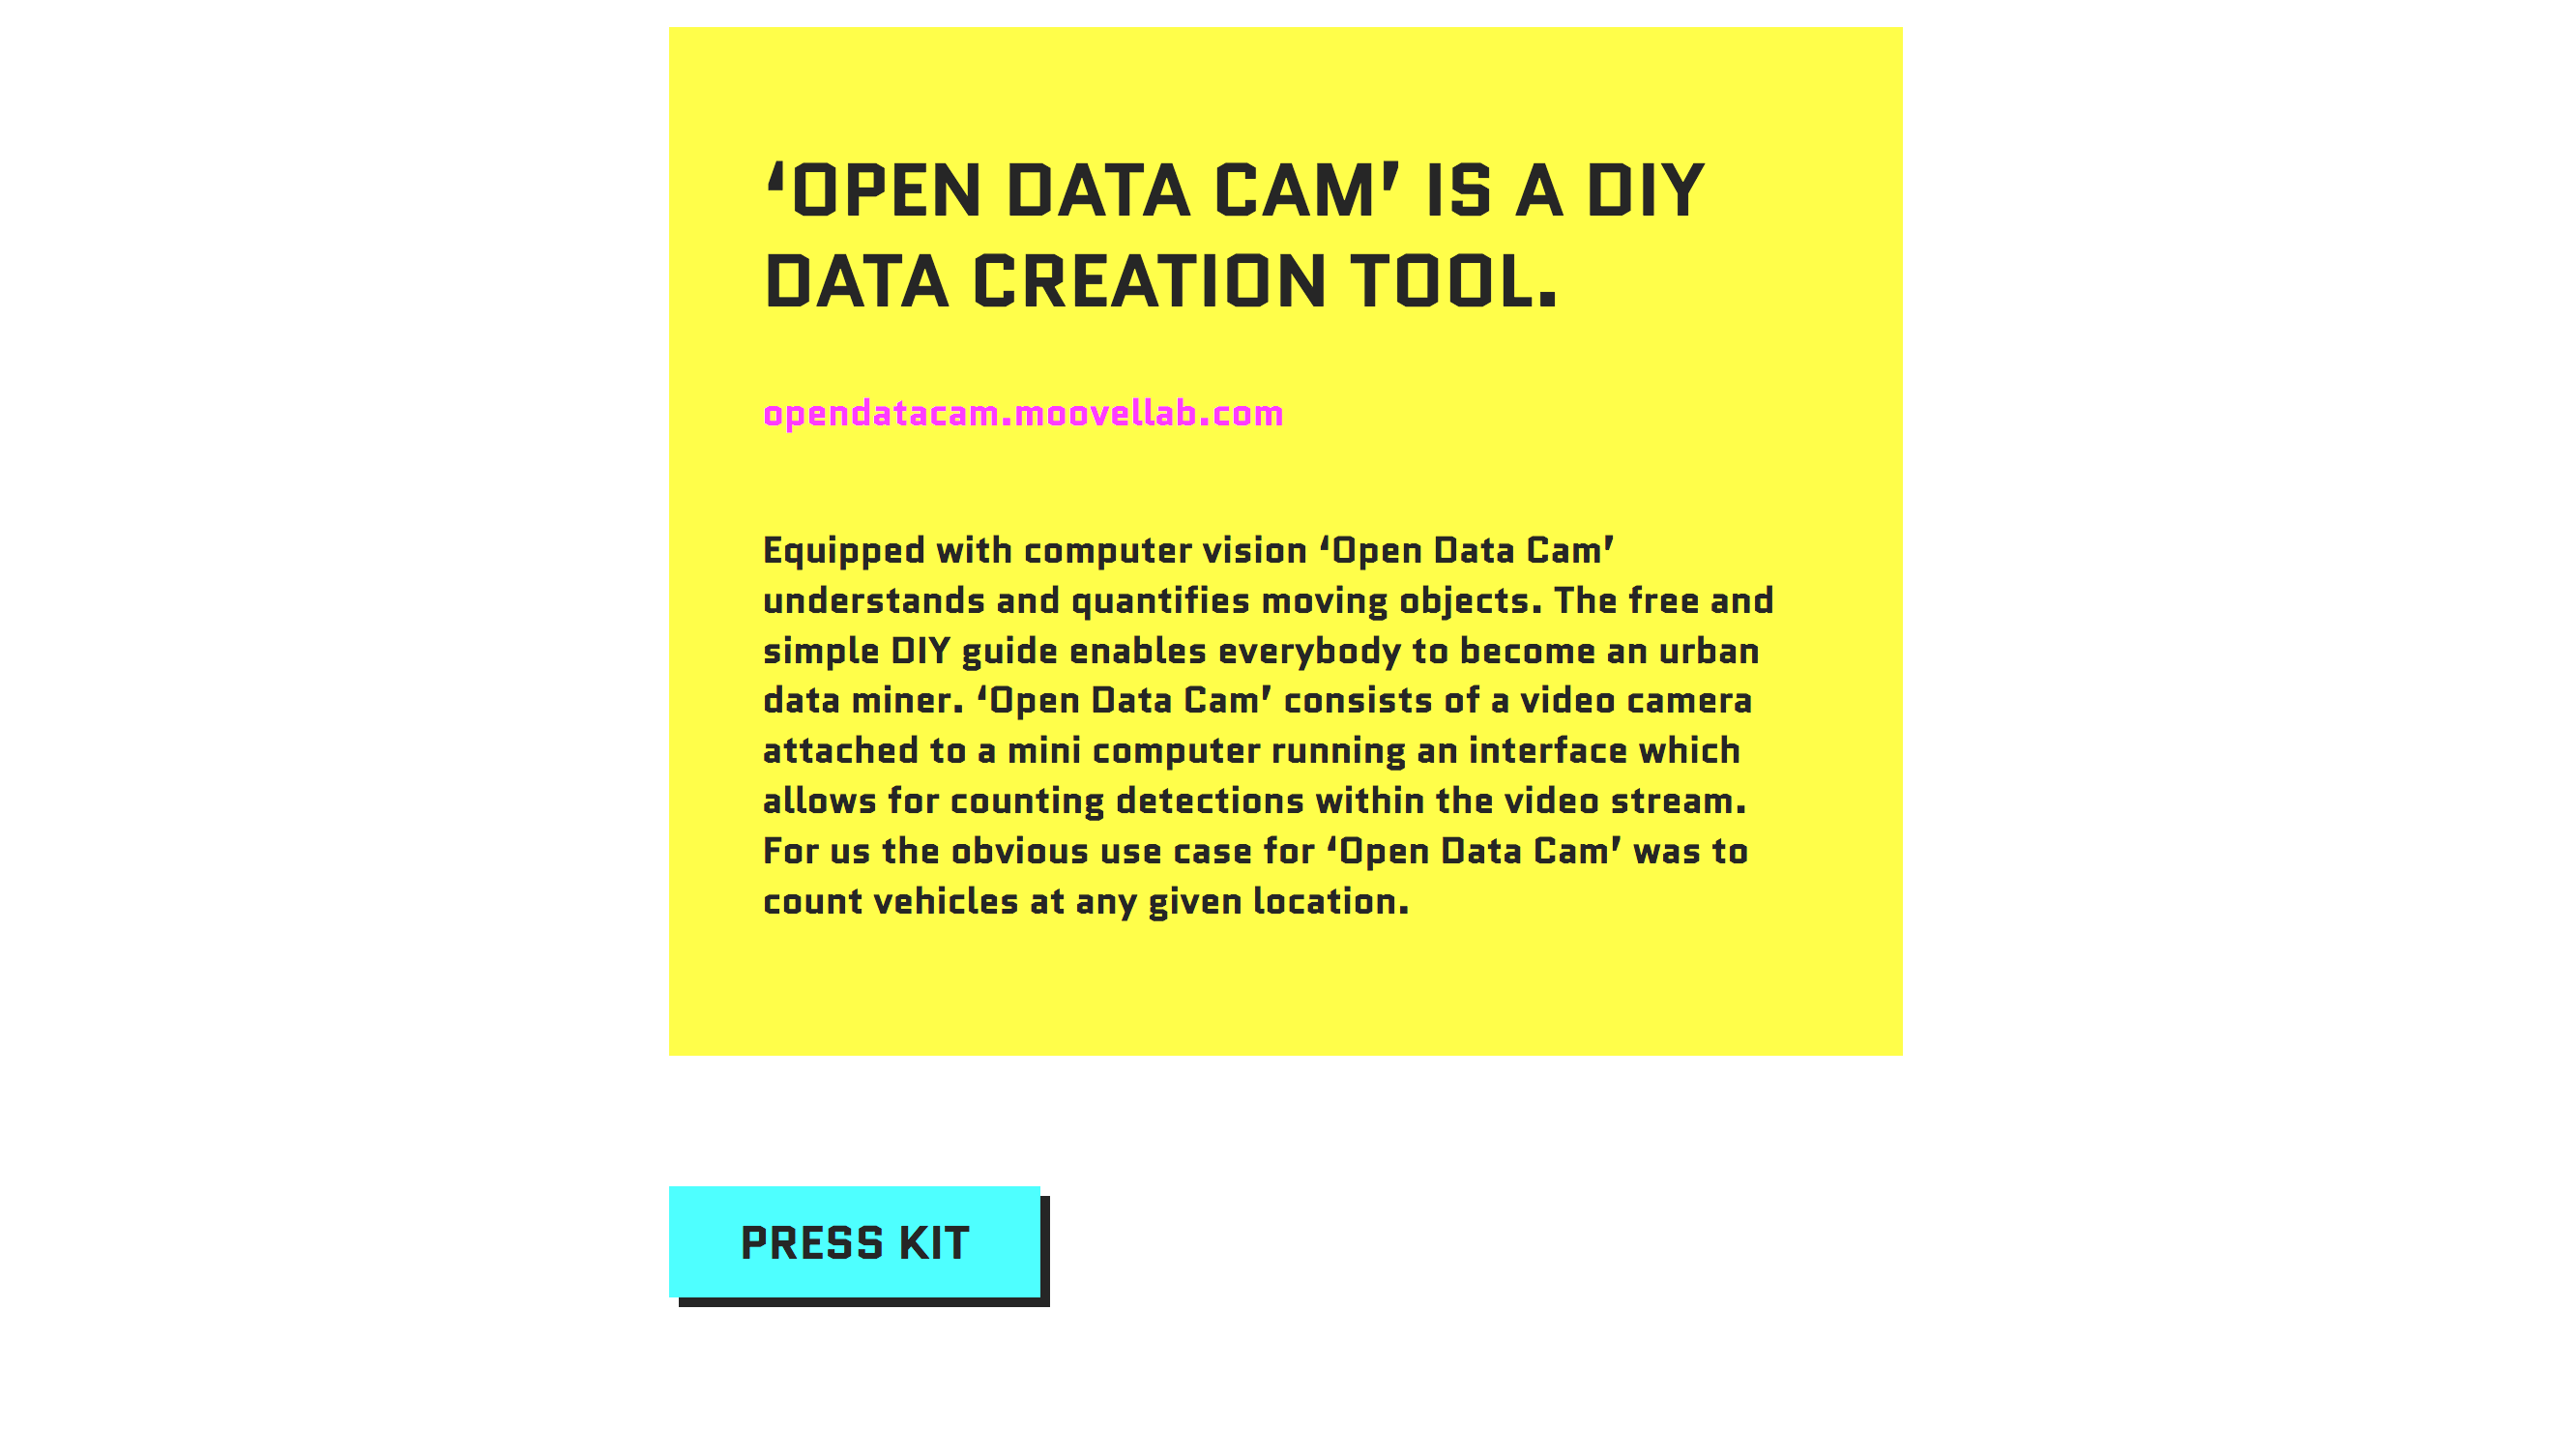 ‘OPEN DATA CAM’ IS A DIY
DATA CREATION TOOL.
opendatacam.moovellab.com
Equipped with computer vision ‘Open Data Cam’
understands and quantifies moving objects. The free and
simple DIY guide enables everybody to become an urban
data miner. ‘Open Data Cam’ consists of a video camera
attached to a mini computer running an interface which
allows for counting detections within the video stream.
For us the obvious use case for ‘Open Data Cam’ was to
count vehicles at any given location.
PRESS KIT